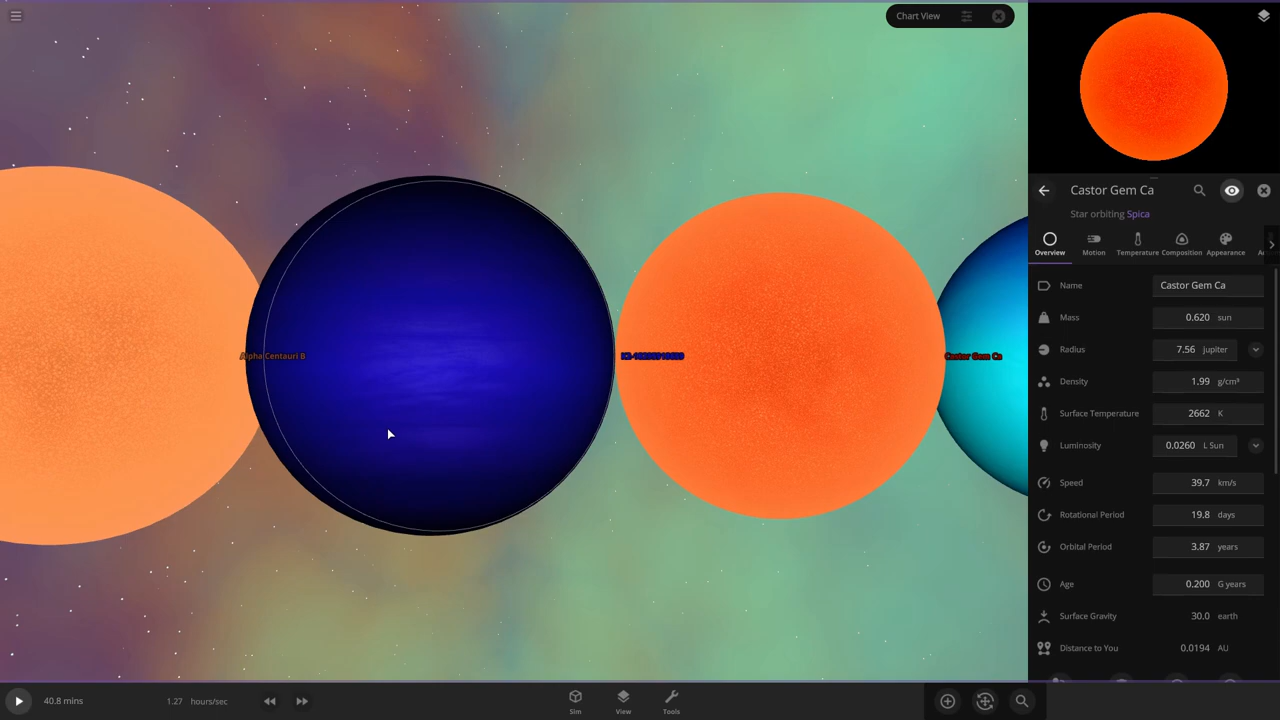 Chart View
Alpha Centauri B
Castor Gem Ca
Castor Gem Ca
Star orbiting Spica
Overview
Motion
Temperature
Composition
Appearance
Name
Castor Gem Ca
Mass
0.620 sun
Radius
7.56 jupiter
Density
1.99 g/cm³
Surface Temperature
2662 K
Luminosity
0.0260 L Sun
Speed
39.7 km/s
Rotational Period
19.8 days
Orbital Period
3.87 years
Age
0.200 G years
Surface Gravity
30.0 earth
Distance to You
0.0194 AU
40.8 mins
1.27 hours/sec
Sim
View
Tools